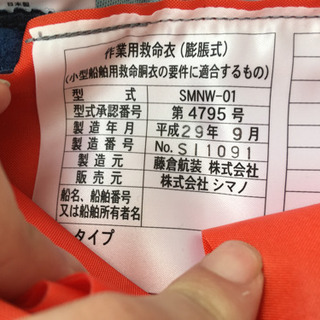 日本製
作業用救命衣（膨脹式）
（小型船舶用救命胴衣の要件に適合するもの）
型 式 SMNW-01
型式承認番号 第 4795 号
製造年月 平成 29 年 9 月
製造番号 No. S11091
製造元 藤倉航装 株式会社
販売元 株式会社 シマノ
船名、船舶番号
又は船舶所有者名
タイプ